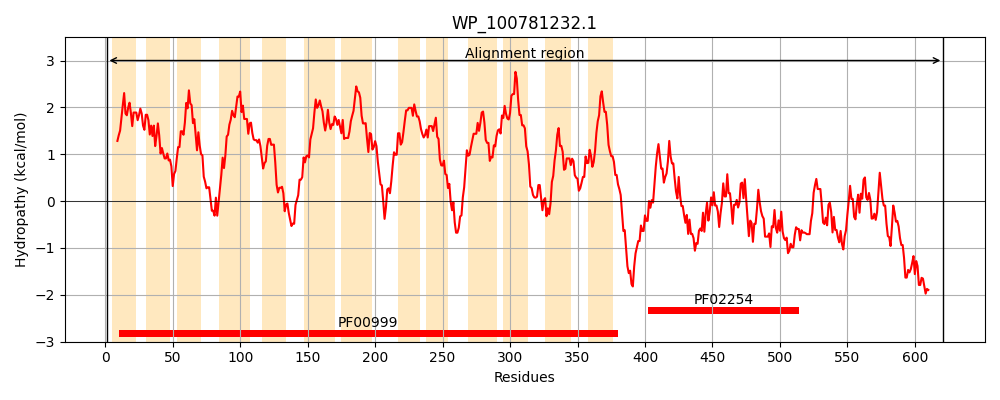 WP_100781232.1
Alignment region
Hydropathy (kcal/mol)
3
2
1
0
−1
−2
−3
PF02254
PF00999
0 50 100 150 200 250 300 350 400 450 500 550 600
Residues